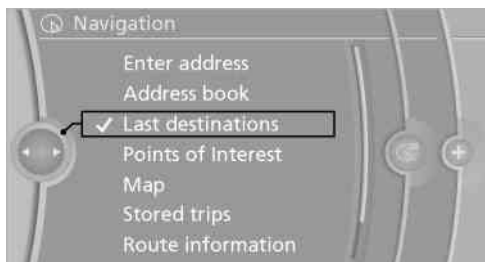 Navigation
Enter address
Address book
Last destinations
Points of Interest
Map
Stored trips
Route information